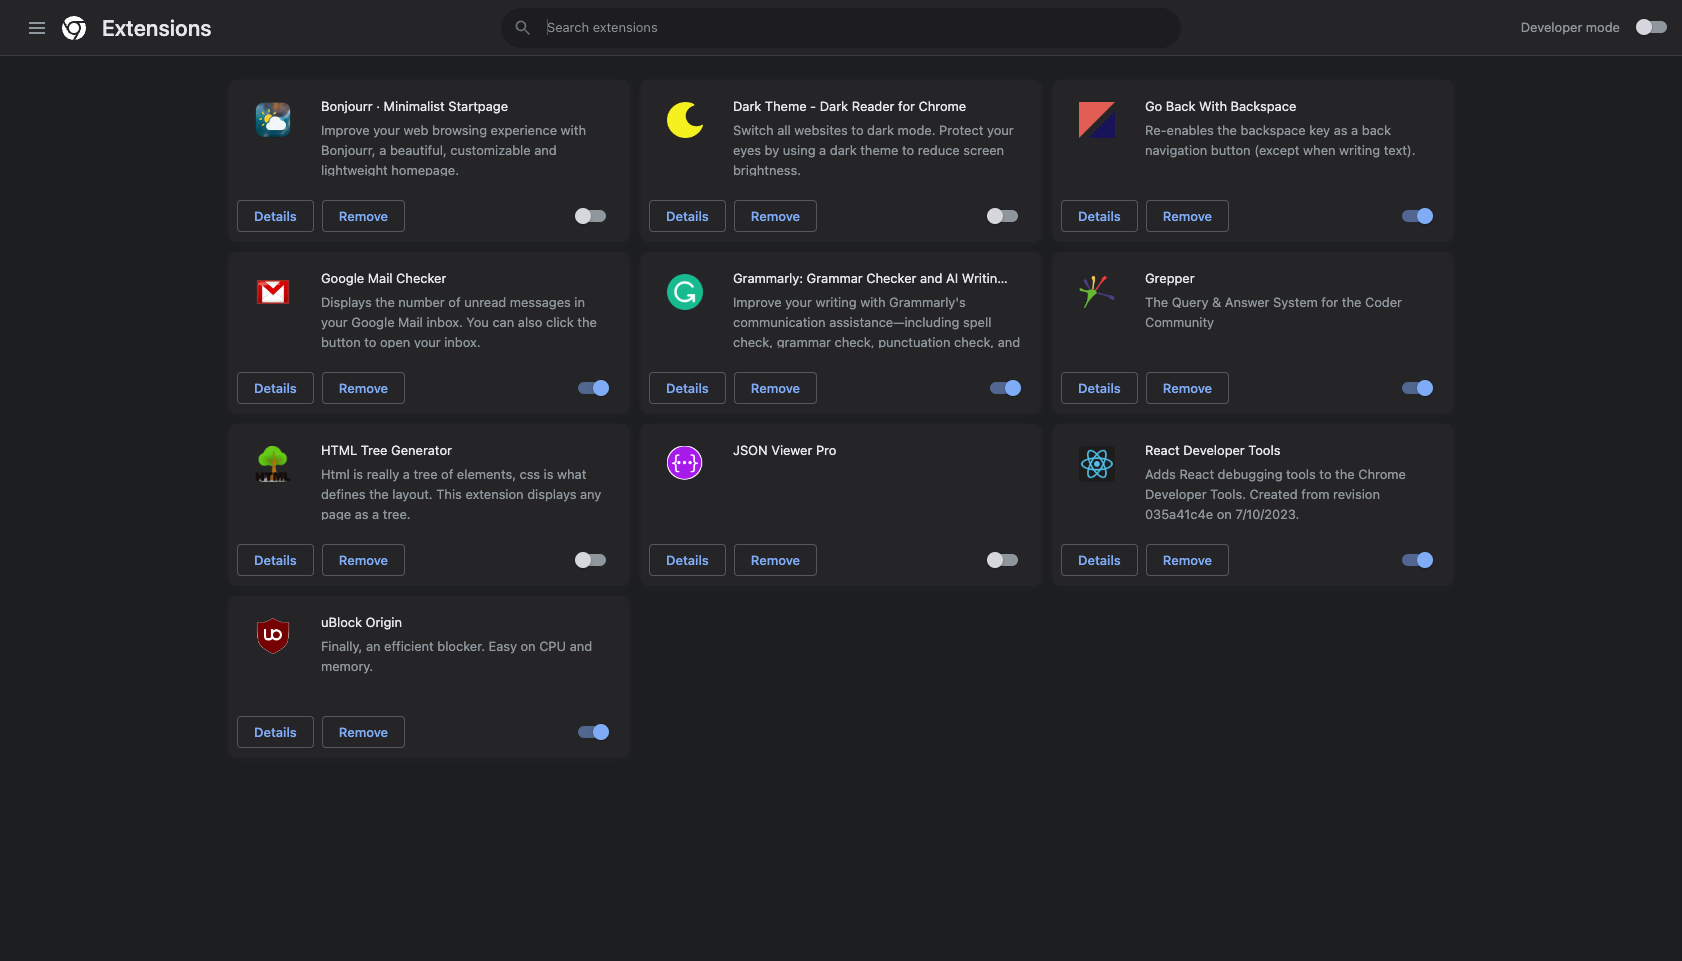 Extensions
Search extensions
Developer mode
Bonjourr · Minimalist Startpage
Improve your web browsing experience with
Bonjourr, a beautiful, customizable and
lightweight homepage.
Details
Remove
Dark Theme - Dark Reader for Chrome
Switch all websites to dark mode. Protect your
eyes by using a dark theme to reduce screen
brightness.
Details
Remove
Go Back With Backspace
Re-enables the backspace key as a back
navigation button (except when writing text).
Details
Remove
Google Mail Checker
Displays the number of unread messages in
your Google Mail inbox. You can also click the
button to open your inbox.
Details
Remove
Grammarly: Grammar Checker and AI Writin...
Improve your writing with Grammarly's
communication assistance—including spell
check, grammar check, punctuation check, and
Details
Remove
Grepper
The Query & Answer System for the Coder
Community
Details
Remove
HTML
HTML Tree Generator
Html is really a tree of elements, css is what
defines the layout. This extension displays any
page as a tree.
Details
Remove
JSON Viewer Pro
Details
Remove
React Developer Tools
Adds React debugging tools to the Chrome
Developer Tools. Created from revision
035a41c4e on 7/10/2023.
Details
Remove
uBlock Origin
Finally, an efficient blocker. Easy on CPU and
memory.
Details
Remove